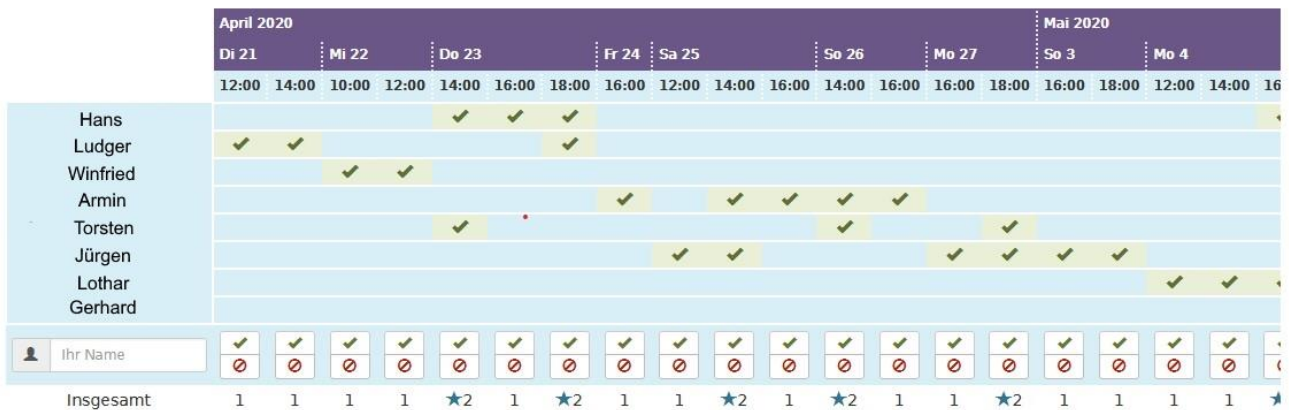 April 2020 Mai 2020
Di 21 Mi 22 Do 23 Fr 24 Sa 25 So 26 Mo 27 So 3 Mo 4
12:00 14:00 10:00 12:00 14:00 16:00 18:00 16:00 12:00 14:00 16:00 14:00 16:00 16:00 18:00 16:00 18:00 12:00 14:00 16
Hans
Ludger
Winfried
Armin
Torsten
Jürgen
Lothar
Gerhard
Ihr Name
Insgesamt 1 1 1 1 ★2 1 ★2 1 1 ★2 1 ★2 1 1 ★2 1 1 1 1